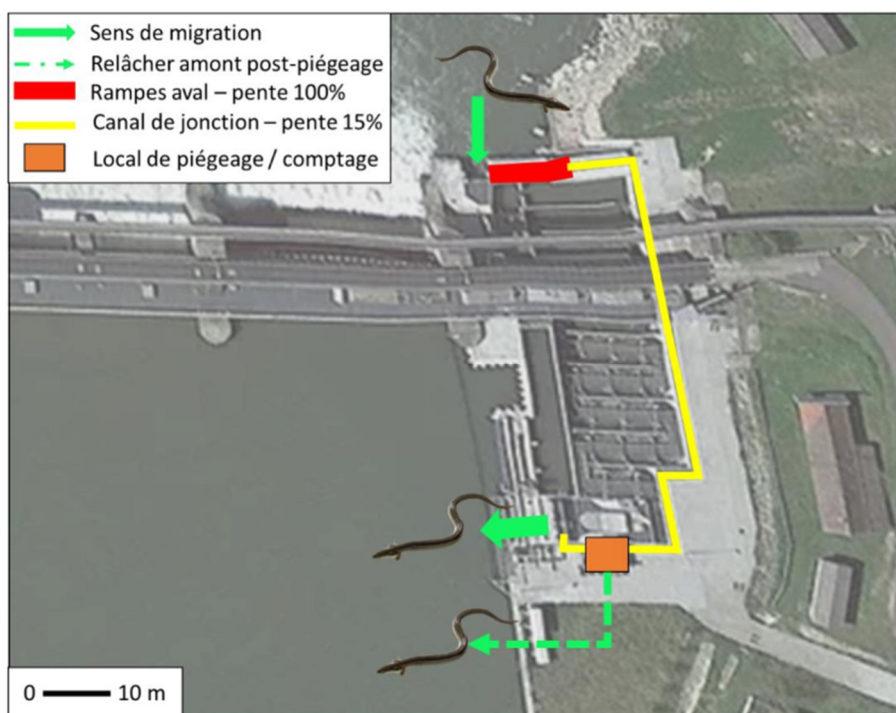 Sens de migration
Relâcher amont post-piégeage
Rampes aval – pente 100%
Canal de jonction – pente 15%
Local de piégeage / comptage
0 10 m